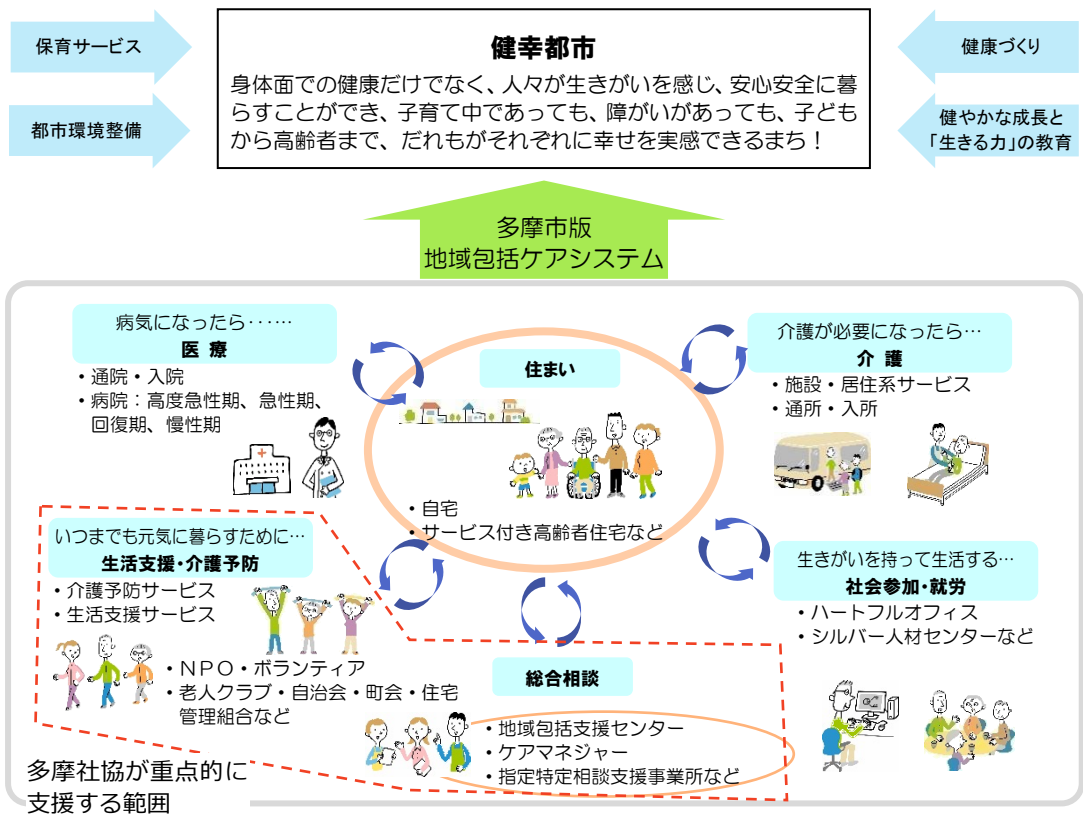 保育サービス
都市環境整備
健幸都市
身体面での健康だけでなく、人々が生きがいを感じ、安心安全に暮
らすことができ、子育て中であっても、障がいがあっても、子ども
から高齢者まで、だれもがそれぞれに幸せを実感できるまち！
健康づくり
健やかな成長と
「生きる力」の教育
多摩市版
地域包括ケアシステム
病気になったら･･････
医 療
・通院・入院
・病院：高度急性期、急性期、
回復期、慢性期
住まい
・自宅
・サービス付き高齢者住宅など
介護が必要になったら…
介 護
・施設・居住系サービス
・通所・入所
いつまでも元気に暮らすために…
生活支援・介護予防
・介護予防サービス
・生活支援サービス
・ＮＰＯ・ボランティア
・老人クラブ・自治会・町会・住宅
管理組合など
生きがいを持って生活する…
社会参加・就労
・ハートフルオフィス
・シルバー人材センターなど
総合相談
・地域包括支援センター
・ケアマネジャー
・指定特定相談支援事業所など
多摩社協が重点的に
支援する範囲